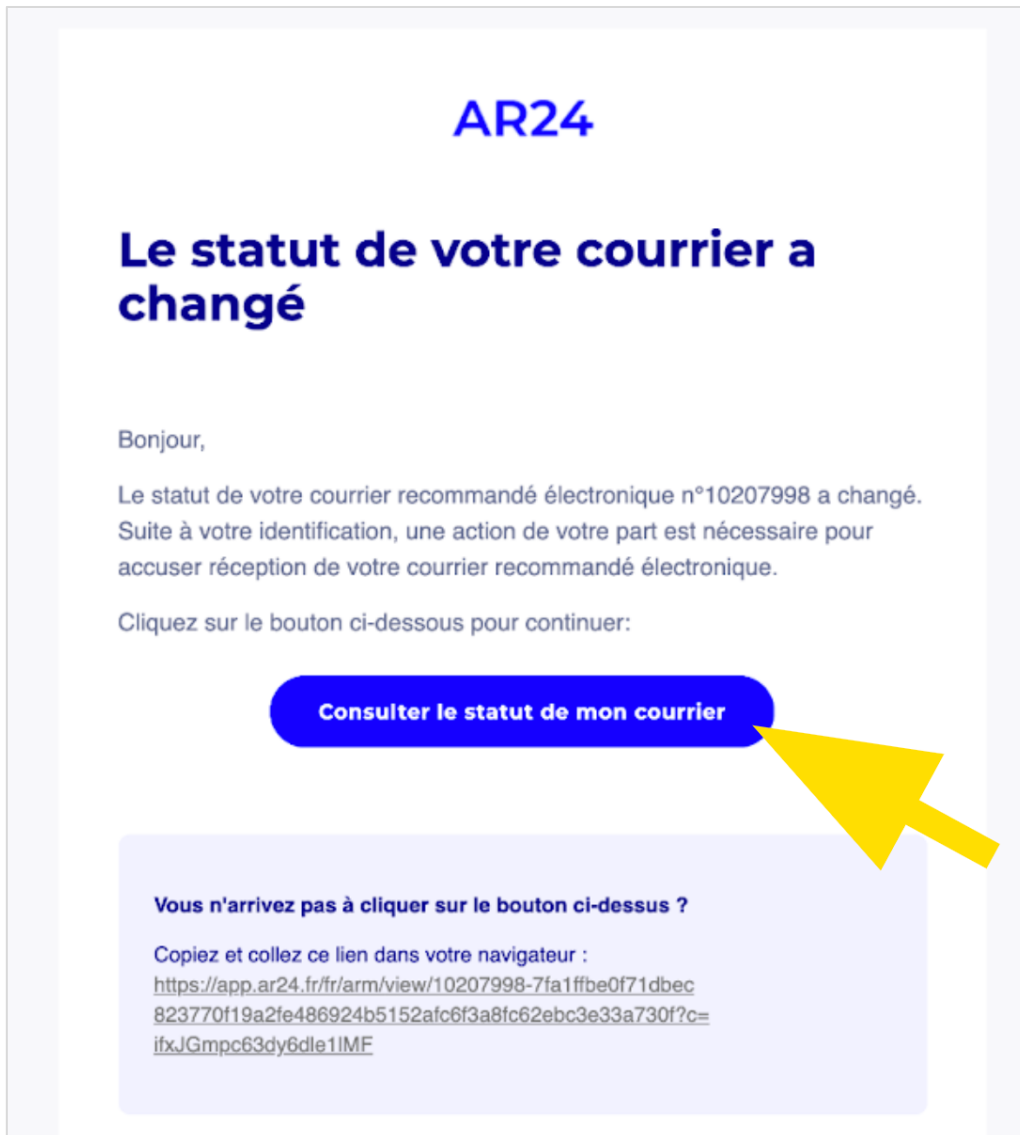 AR24
Le statut de votre courrier a
changé
Bonjour,
Le statut de votre courrier recommandé électronique n°10207998 a changé.
Suite à votre identification, une action de votre part est nécessaire pour
accuser réception de votre courrier recommandé électronique.
Cliquez sur le bouton ci-dessous pour continuer:
Consulter le statut de mon courrier
Vous n'arrivez pas à cliquer sur le bouton ci-dessus ?
Copiez et collez ce lien dans votre navigateur :
https://app.ar24.fr/fr/arm/view/10207998-7fa1ffbe0f71dbec
823770f19a2fe486924b5152afc6f3a8fc62ebc3e33a730f?c=
ifxJGmpc63dy6dle1lMF